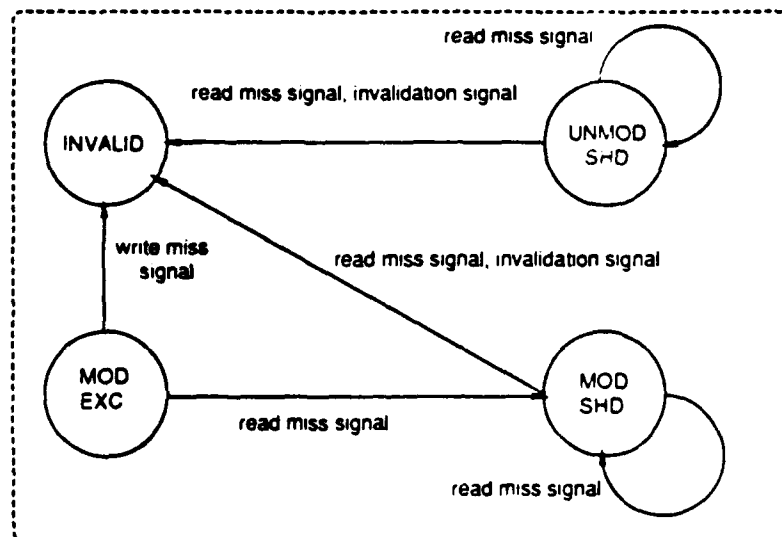 read miss signal
read miss signal, invalidation signal
INVALID
UNMOD
SHD
write miss
signal
read miss signal, invalidation signal
MOD
EXC
MOD
SHD
read miss signal
read miss signal